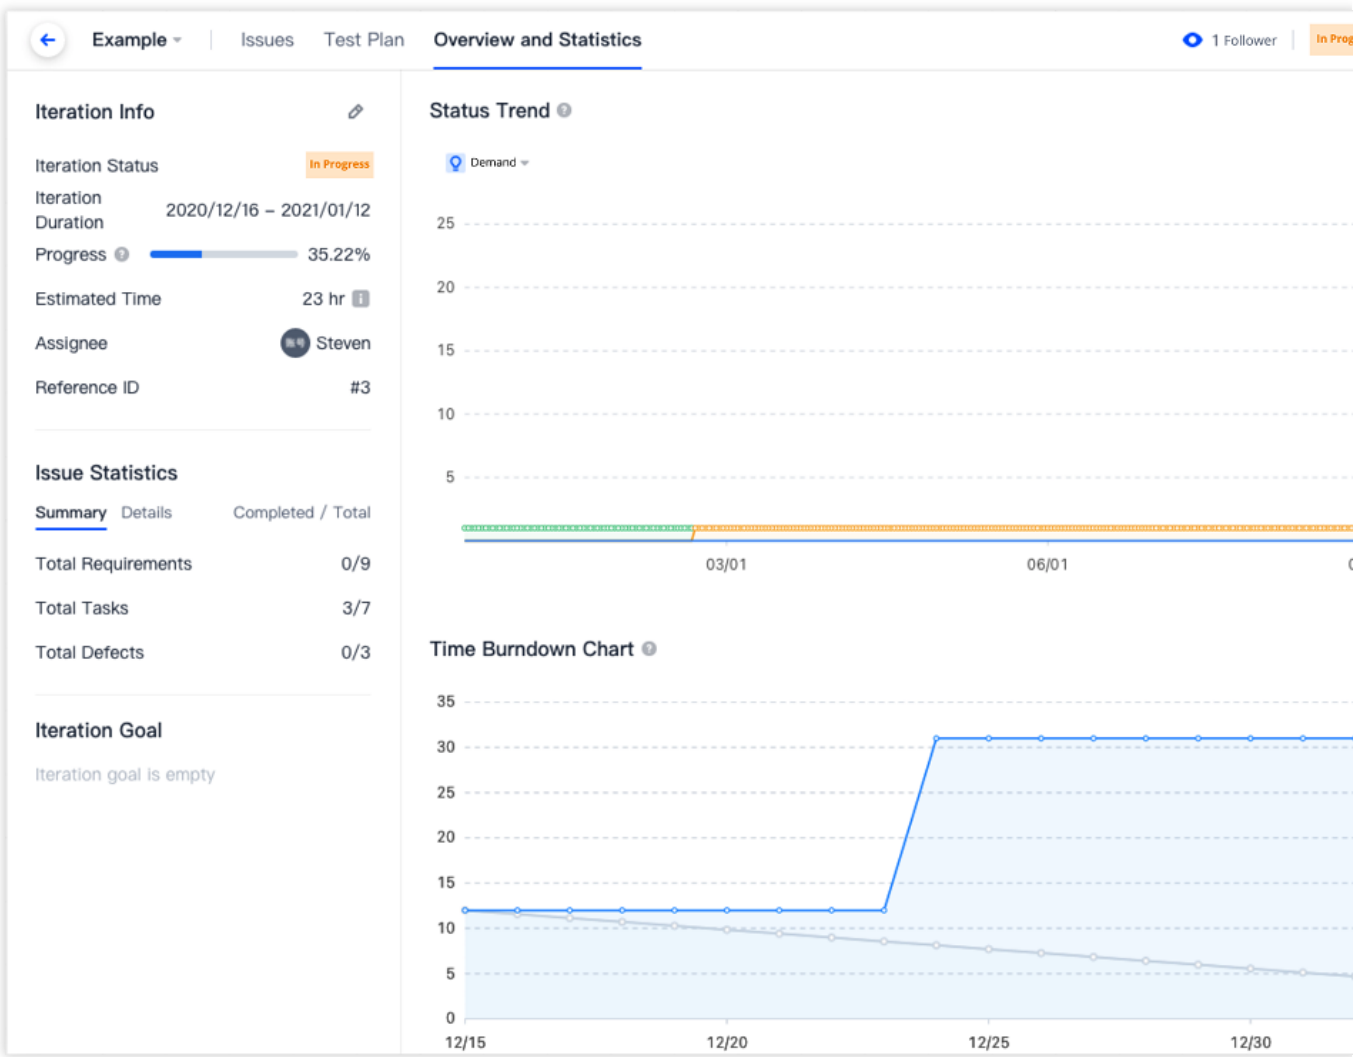 Example
Issues
Test Plan
Overview and Statistics
1 Follower
In Prog
Iteration Info
Iteration Status
In Progress
Iteration
Duration
2020/12/16 – 2021/01/12
Progress
35.22%
Estimated Time
23 hr
Assignee
Steven
Reference ID
#3
Issue Statistics
Summary
Details
Completed / Total
Total Requirements
0/9
Total Tasks
3/7
Total Defects
0/3
Iteration Goal
Iteration goal is empty
Status Trend
Demand
25
20
15
10
5
03/01
06/01
Time Burndown Chart
35
30
25
20
15
10
5
0
12/15
12/20
12/25
12/30